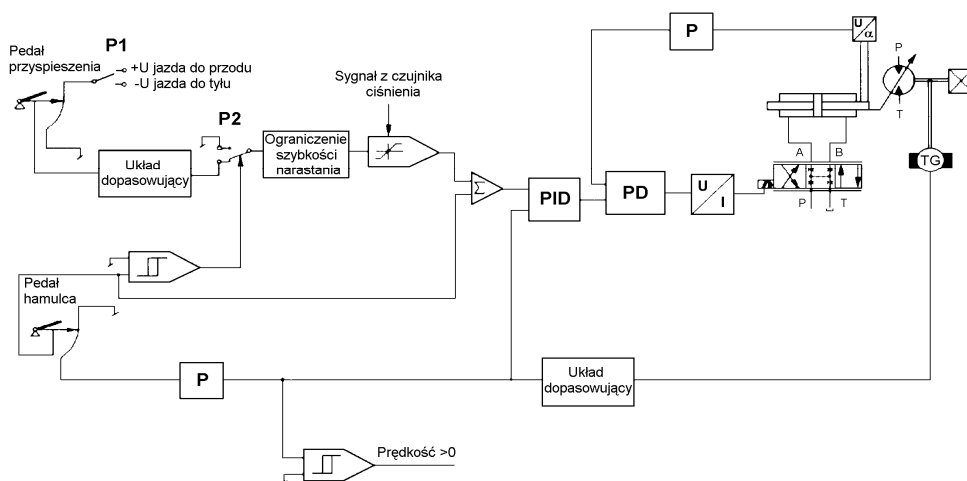 Pedał
przyspieszenia
P1
+U jazda do przodu
-U jazda do tyłu
P2
Układ
dopasowujący
Ograniczenie
szybkości
narastania
Sygnał z czujnika
ciśnienia
Σ
PID
PD
P
U
I
U
α
A
B
P
T
P
T
TG
Pedał
hamulca
P
Układ
dopasowujący
Prędkość >0